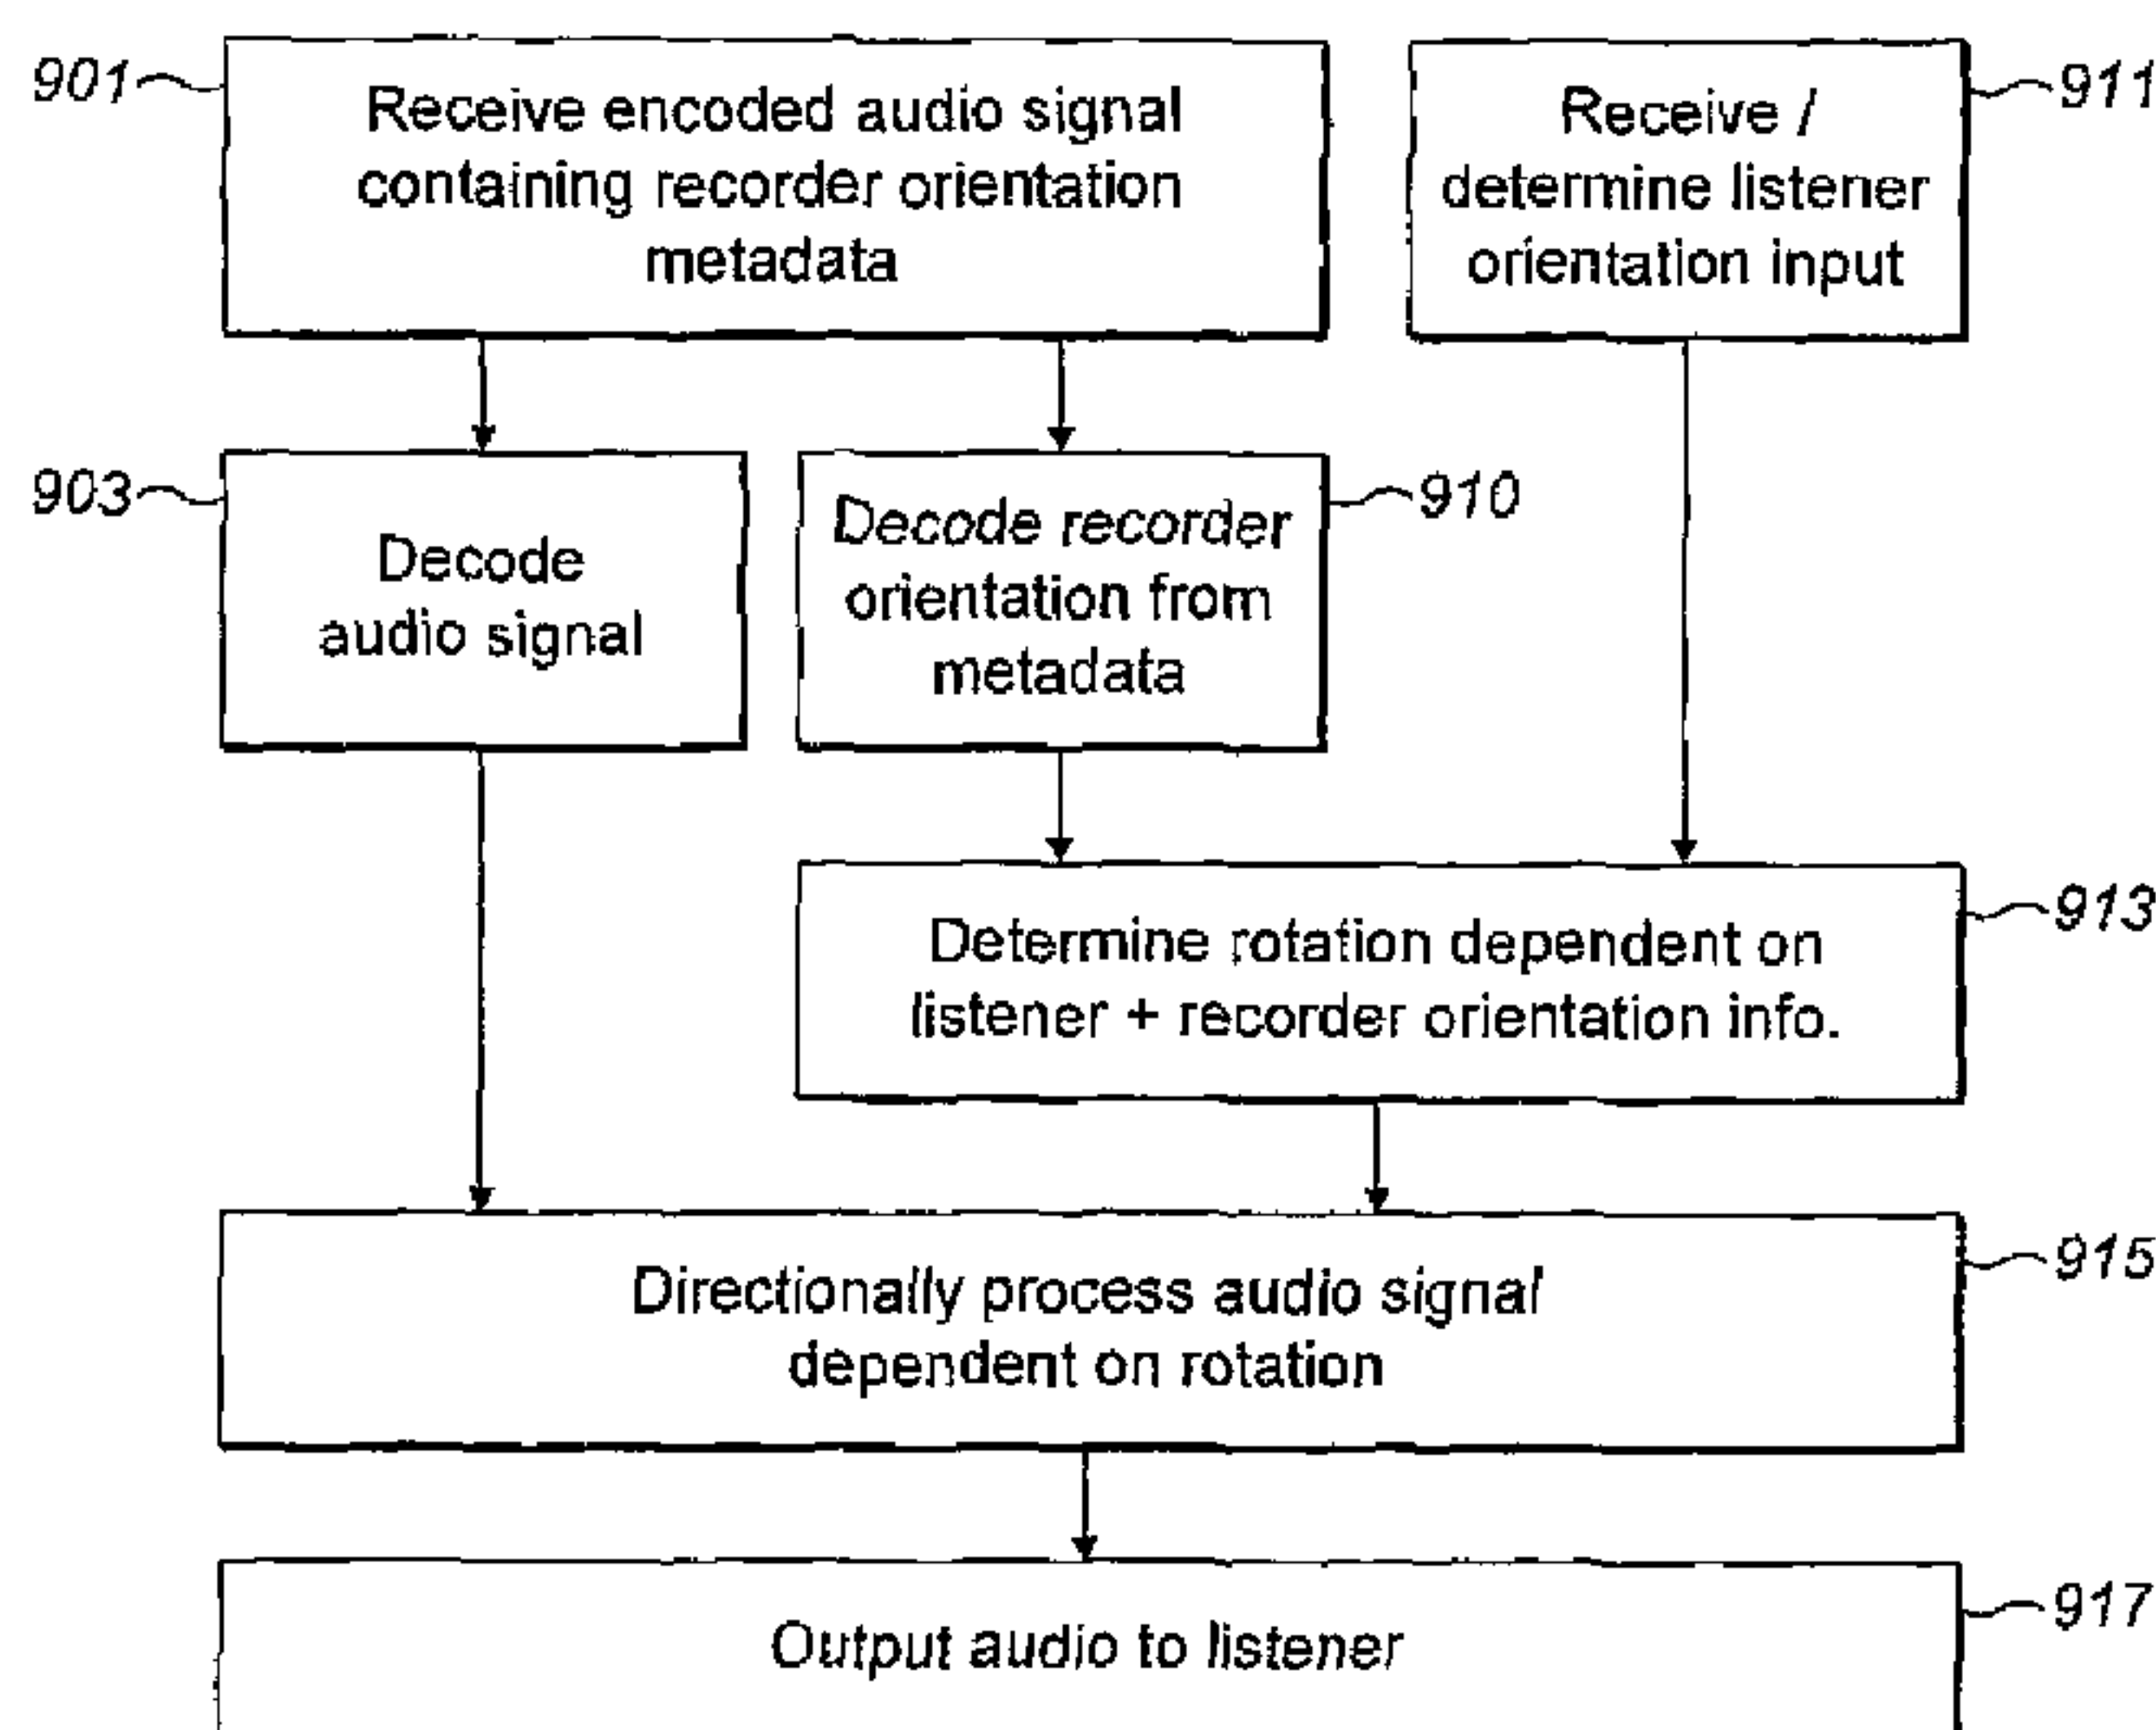 901
Receive encoded audio signal
containing recorder orientation
metadata
Receive /
determine listener
orientation input
911
903
Decode
audio signal
Decode recorder
orientation from
metadata
910
Determine rotation dependent on
listener + recorder orientation info.
913
Directionally process audio signal
dependent on rotation
915
Output audio to listener
917